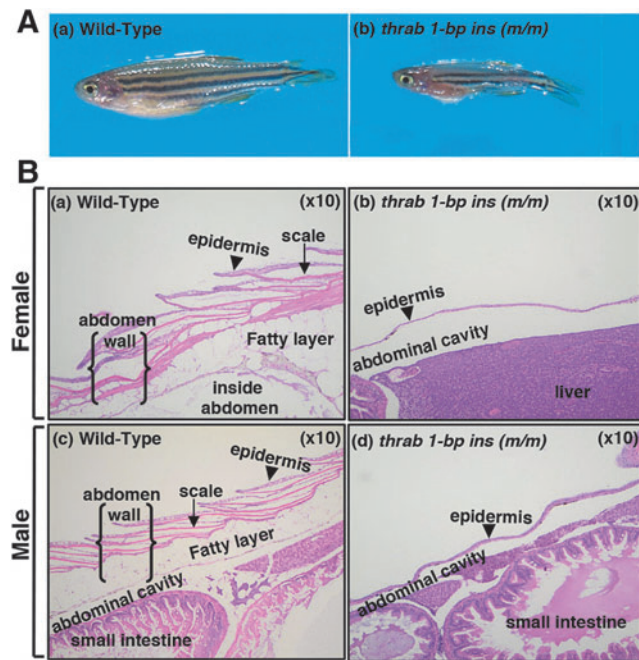 A
(a) Wild-Type
(b) thrab 1-bp ins (m/m)
B
Female
(a) Wild-Type (x10)
epidermis
scale
abdomen
wall
Fatty layer
inside
abdomen
(b) thrab 1-bp ins (m/m) (x10)
epidermis
abdominal cavity
liver
Male
(c) Wild-Type (x10)
epidermis
abdomen
wall
scale
Fatty layer
abdominal cavity
small intestine
(d) thrab 1-bp ins (m/m) (x10)
epidermis
abdominal cavity
small intestine